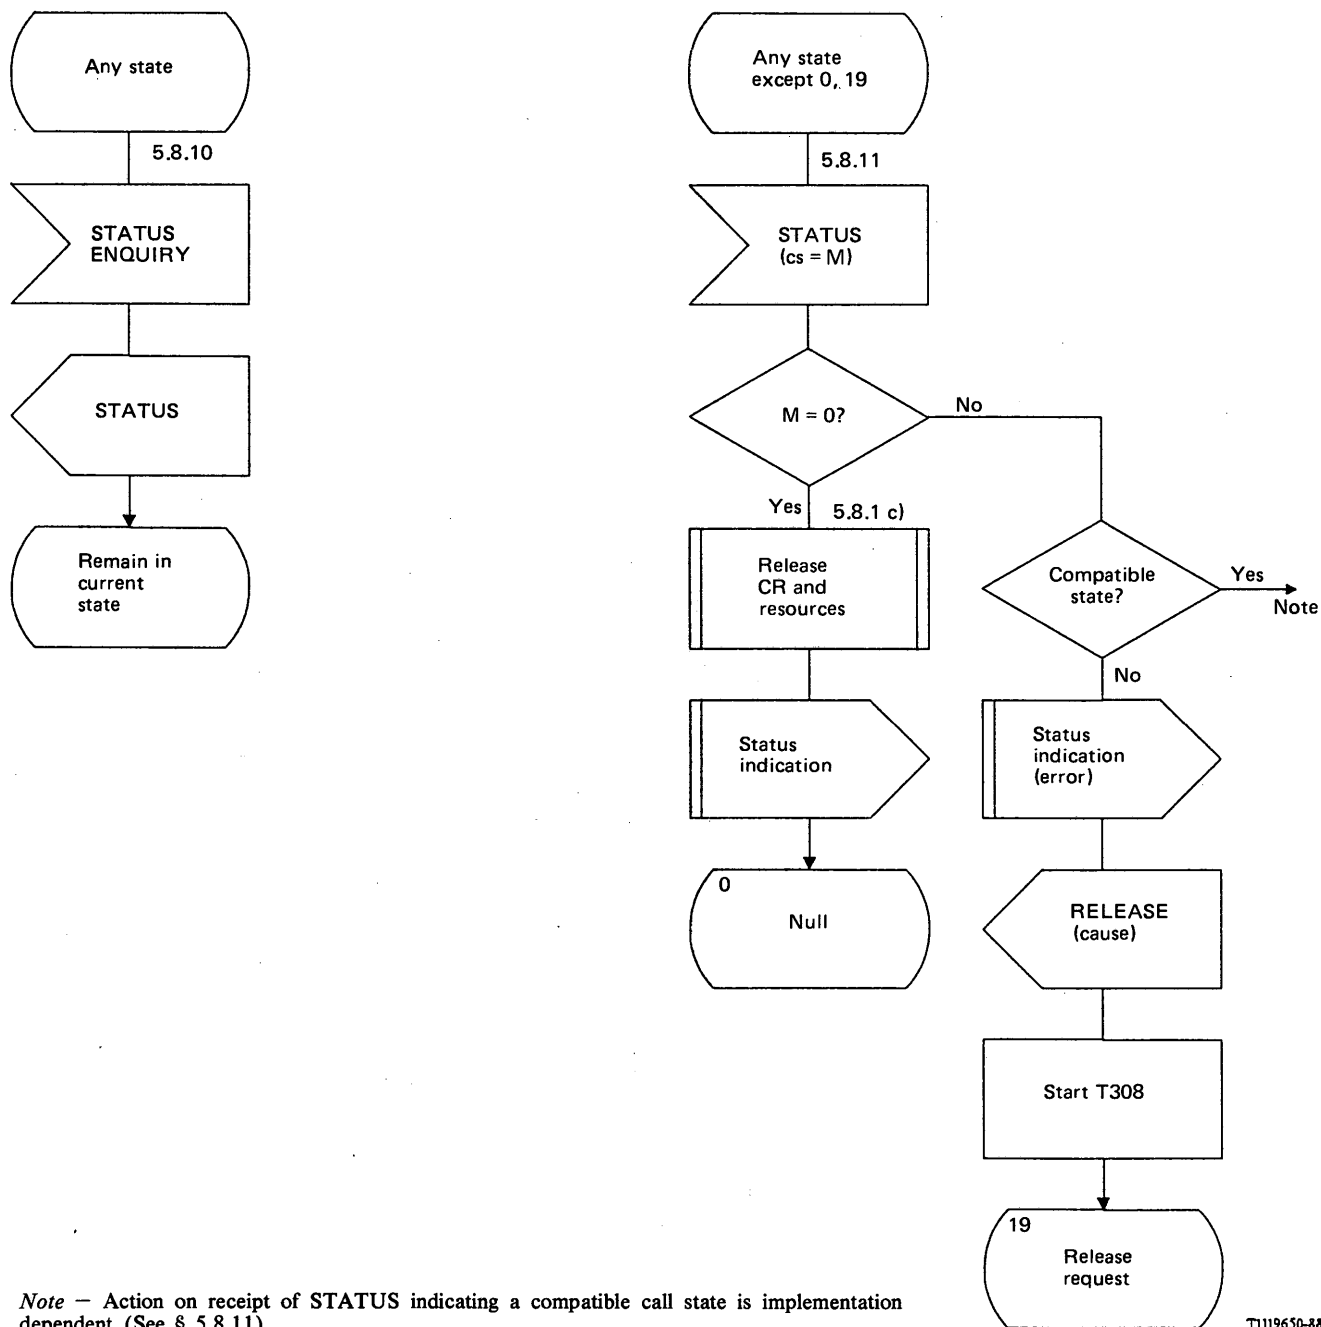 Any state
5.8.10
STATUS
ENQUIRY
STATUS
Remain in
current
state
Any state
except 0, 19
5.8.11
STATUS
(cs = M)
M = 0?
No
Yes
5.8.1 c)
Release
CR and
resources
Status
indication
0
Null
Compatible
state?
Yes
Note
No
Status
indication
(error)
RELEASE
(cause)
Start T308
19
Release
request
Note — Action on receipt of STATUS indicating a compatible call state is implementation
dependent. (See § 5.8.11)
T1119650-88